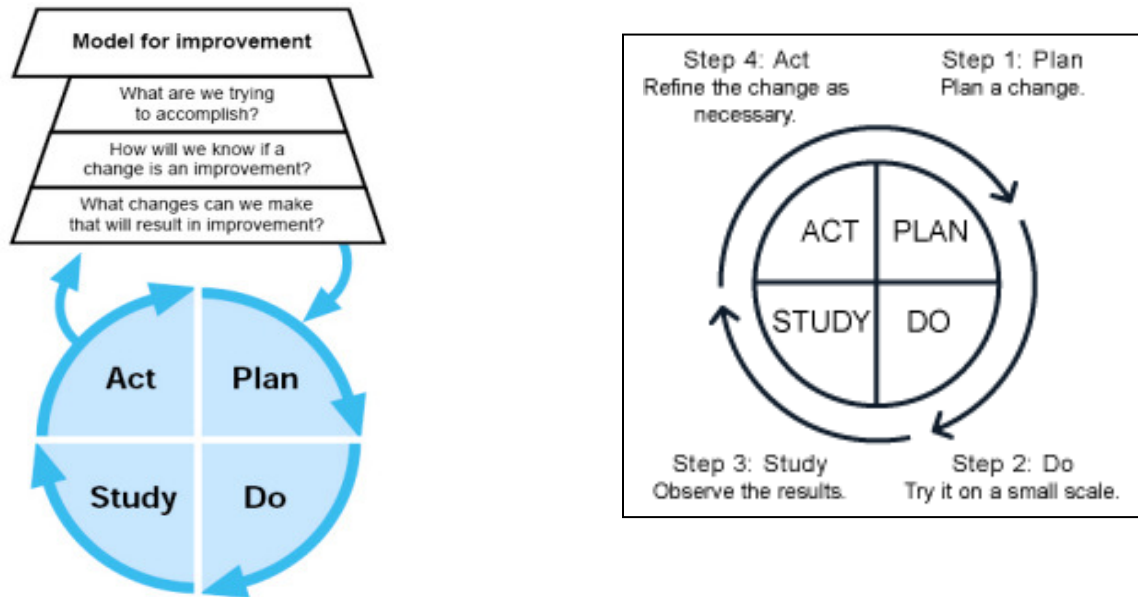 Model for improvement
What are we trying
to accomplish?
How will we know if a
change is an improvement?
What changes can we make
that will result in improvement?
Act
Plan
Study
Do
Step 4: Act
Refine the change as
necessary.
Step 1: Plan
Plan a change.
ACT
PLAN
STUDY
DO
Step 3: Study
Observe the results.
Step 2: Do
Try it on a small scale.